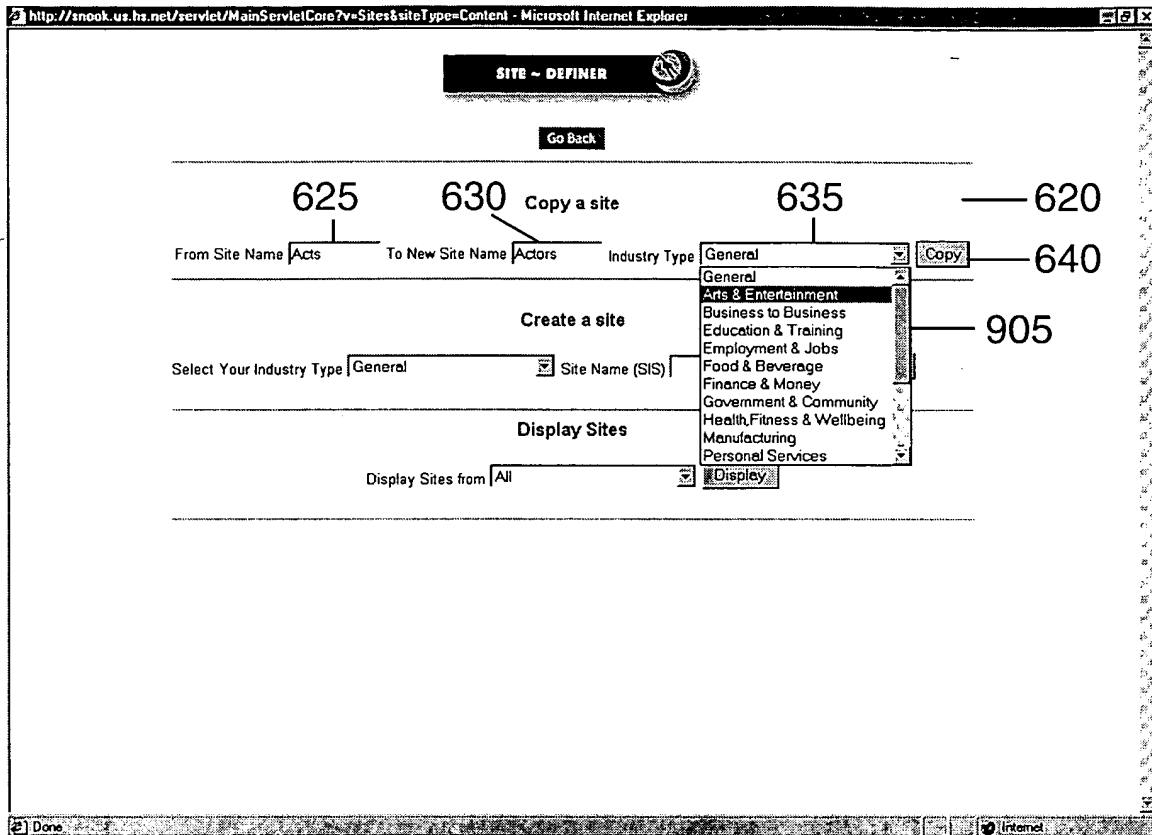 http://snook.us.hs.net/servlet/MainServletCore?v=Sites&siteType=Content - Microsoft Internet Explorer
SITE ~ DEFINER
Go Back
625 630 Copy a site 635 620
From Site Name Acts To New Site Name Actors Industry Type General Copy 640
General
Arts & Entertainment
Business to Business
Education & Training
Employment & Jobs
Food & Beverage
Finance & Money
Government & Community
Health,Fitness & Wellbeing
Manufacturing
Personal Services
905
Create a site
Select Your Industry Type General Site Name (SIS)
Display Sites
Display Sites from All Display
Done Internet